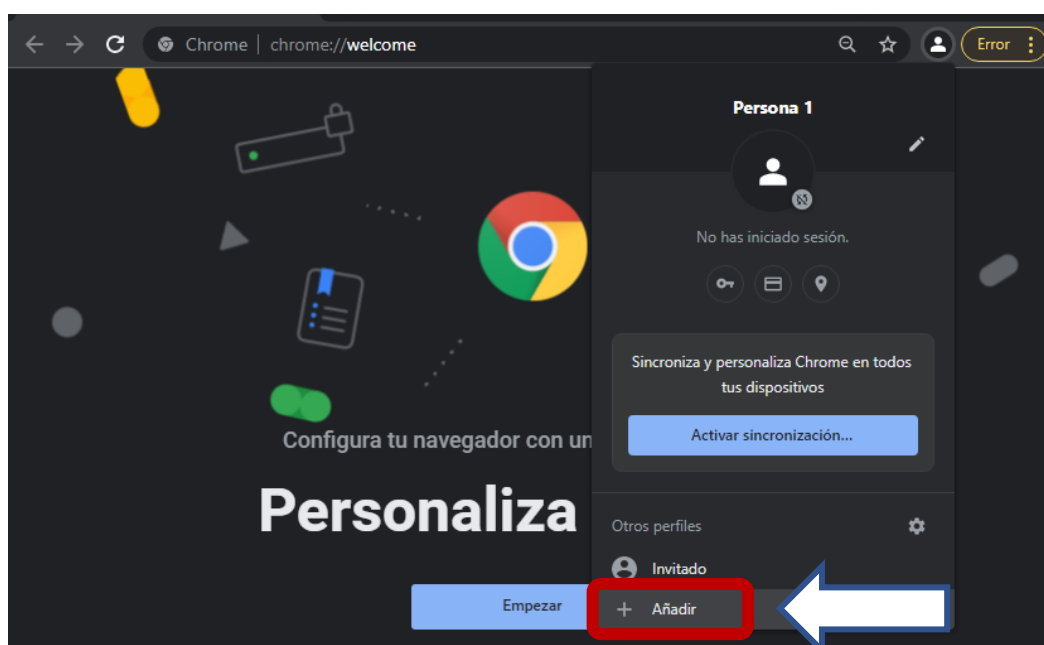 Chrome | chrome://welcome
Error
Persona 1
No has iniciado sesión.
Sincroniza y personaliza Chrome en todos
tus dispositivos
Activar sincronización...
Configura tu navegador con un
Personaliza
Otros perfiles
Invitado
Empezar
+ Añadir